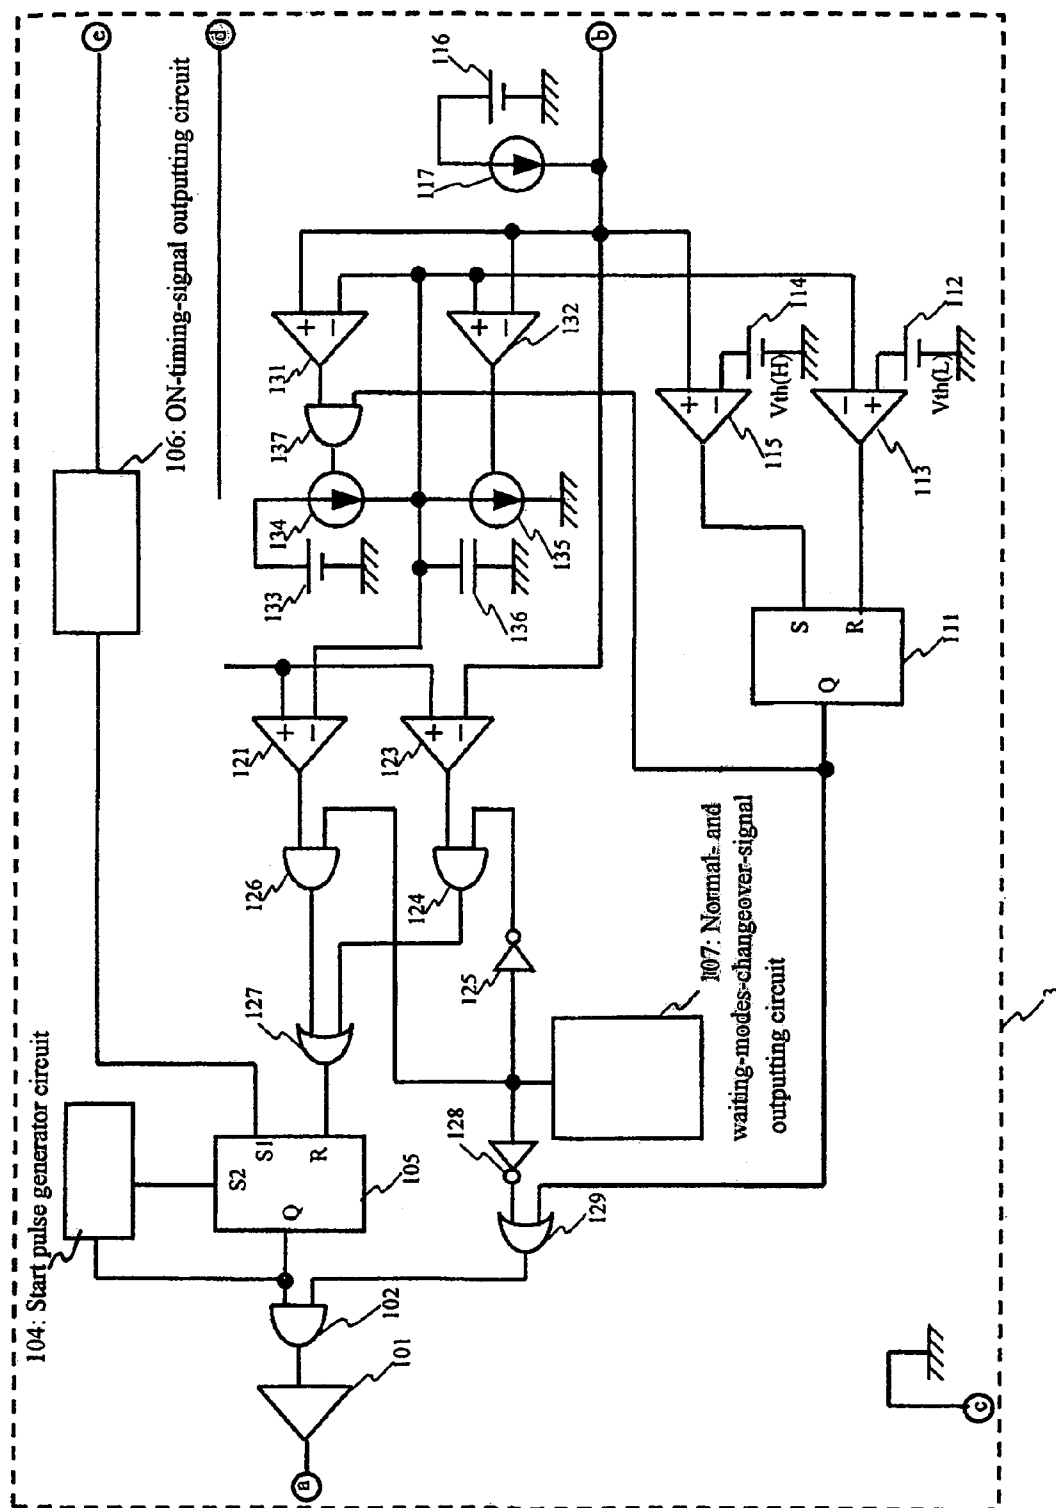 104: Start pulse generator circuit
106: ON-timing-signal outputting circuit
107: Normal- and
waiting-modes-changeover-signal
outputting circuit
a
b
c
d
e
101
102
S2
S1
R
Q
105
127
126
124
125
128
129
121
+
−
123
+
−
131
+
−
132
+
−
137
134
133
135
136
117
116
115
+
−
114
Vth(H)
113
−
+
112
Vth(L)
S
R
Q
111
3